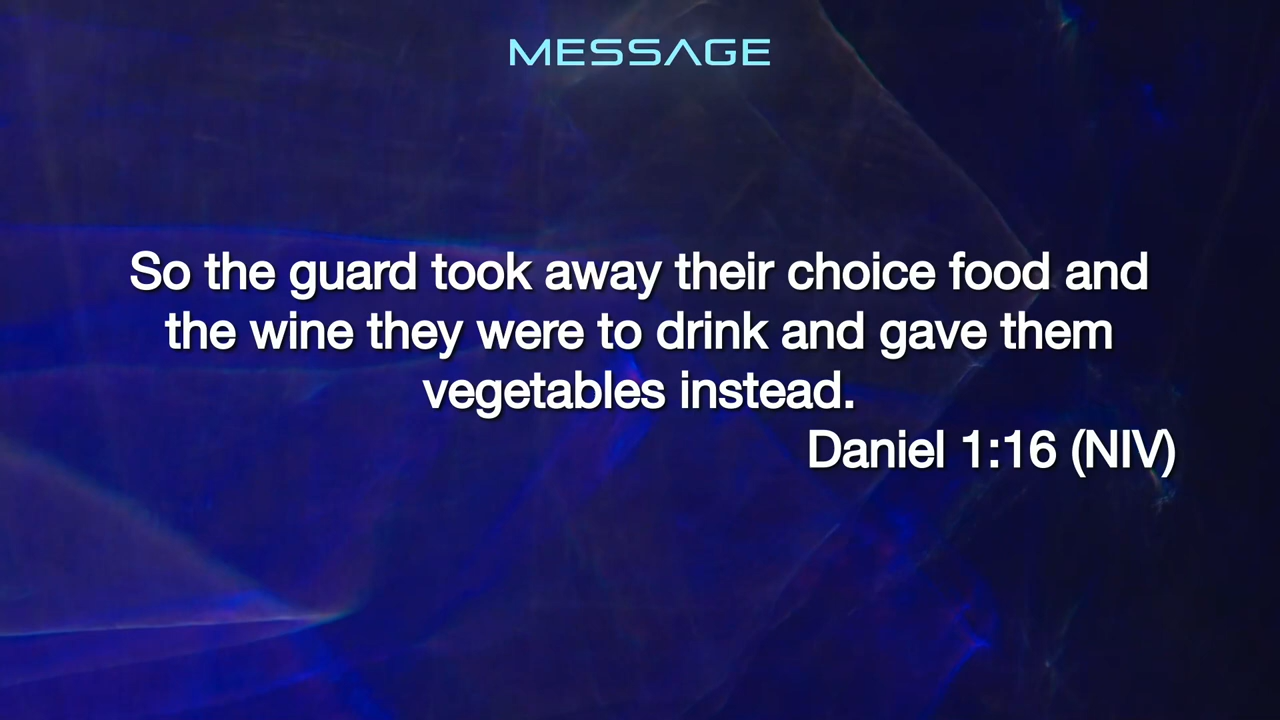 MESSAGE
So the guard took away their choice food and
the wine they were to drink and gave them
vegetables instead.
Daniel 1:16 (NIV)